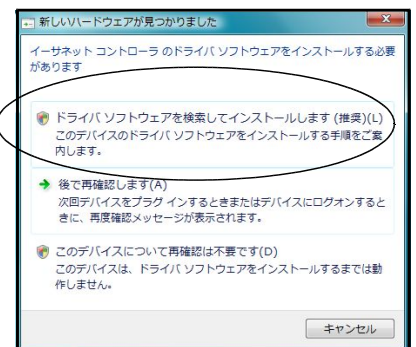 新しいハードウェアが見つかりました
イーサネット コントローラ のドライバ ソフトウェアをインストールする必要
があります
ドライバ ソフトウェアを検索してインストールします (推奨)(L)
このデバイスのドライバ ソフトウェアをインストールする手順をご案
内します。
後で再確認します(A)
次回デバイスをプラグ インするときまたはデバイスにログオンすると
きに、再度確認メッセージが表示されます。
このデバイスについて再確認は不要です(D)
このデバイスは、ドライバ ソフトウェアをインストールするまでは動
作しません。
キャンセル